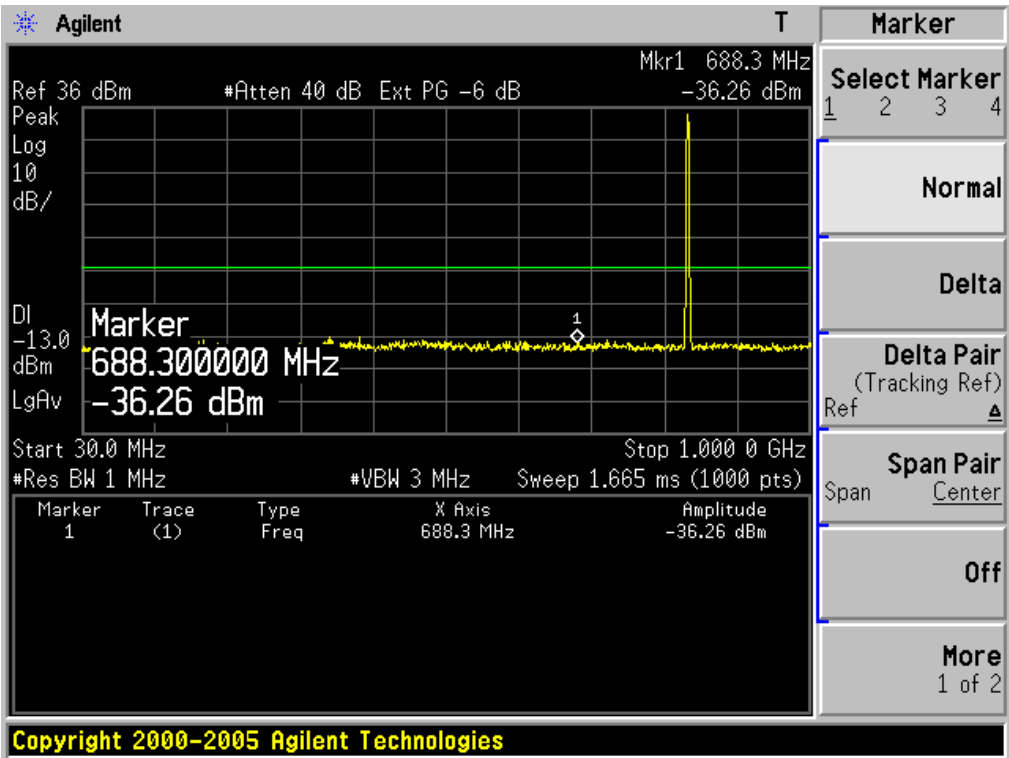 Agilent T
Mkr1 688.3 MHz
Ref 36 dBm #Atten 40 dB Ext PG -6 dB -36.26 dBm
Peak
Log
10
dB/
DI
-13.0
dBm
LgAv
1
Marker
688.300000 MHz
-36.26 dBm
Start 30.0 MHz Stop 1.000 0 GHz
#Res BW 1 MHz #VBW 3 MHz Sweep 1.665 ms (1000 pts)
Marker Trace Type X Axis Amplitude
1 (1) Freq 688.3 MHz -36.26 dBm
Marker
Select Marker
1 2 3 4
Normal
Delta
Delta Pair
(Tracking Ref)
Ref Δ
Span Pair
Span Center
Off
More
1 of 2
Copyright 2000-2005 Agilent Technologies